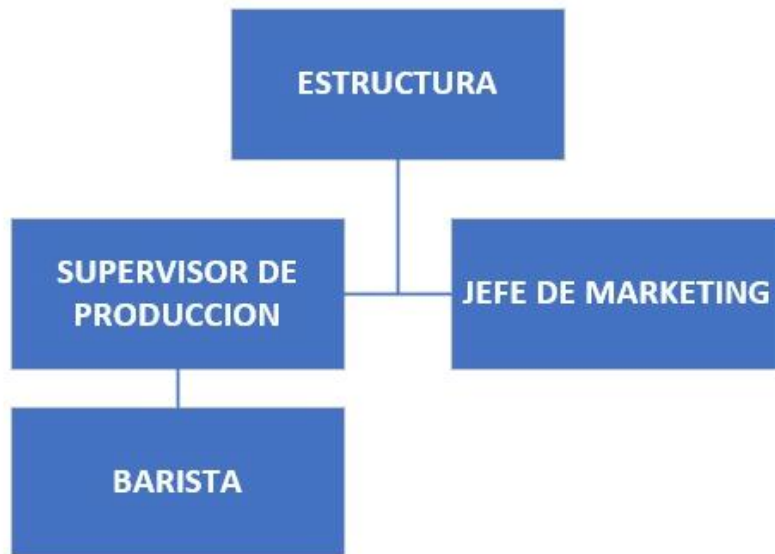 ESTRUCTURA
SUPERVISOR DE
PRODUCCION
JEFE DE MARKETING
BARISTA